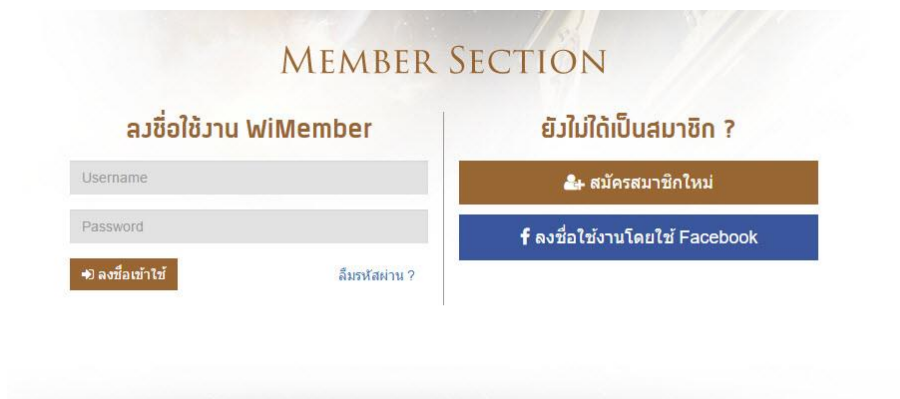 MEMBER SECTION
ลงชื่อใช้งาน WiMember
Username
Password
ลงชื่อเข้าใช้
ลืมรหัสผ่าน ?
ยังไม่ได้เป็นสมาชิก ?
สมัครสมาชิกใหม่
ลงชื่อใช้งานโดยใช้ Facebook